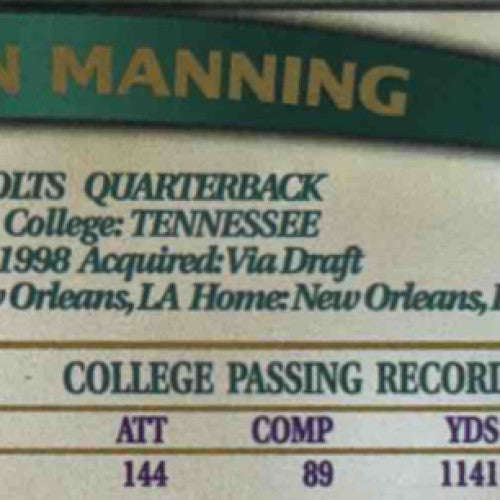 N MANNING
OLTS QUARTERBACK
College: TENNESSEE
1998 Acquired: Via Draft
Orleans, LA Home: New Orleans,
COLLEGE PASSING RECORD
ATT COMP YDS
144 89 1141